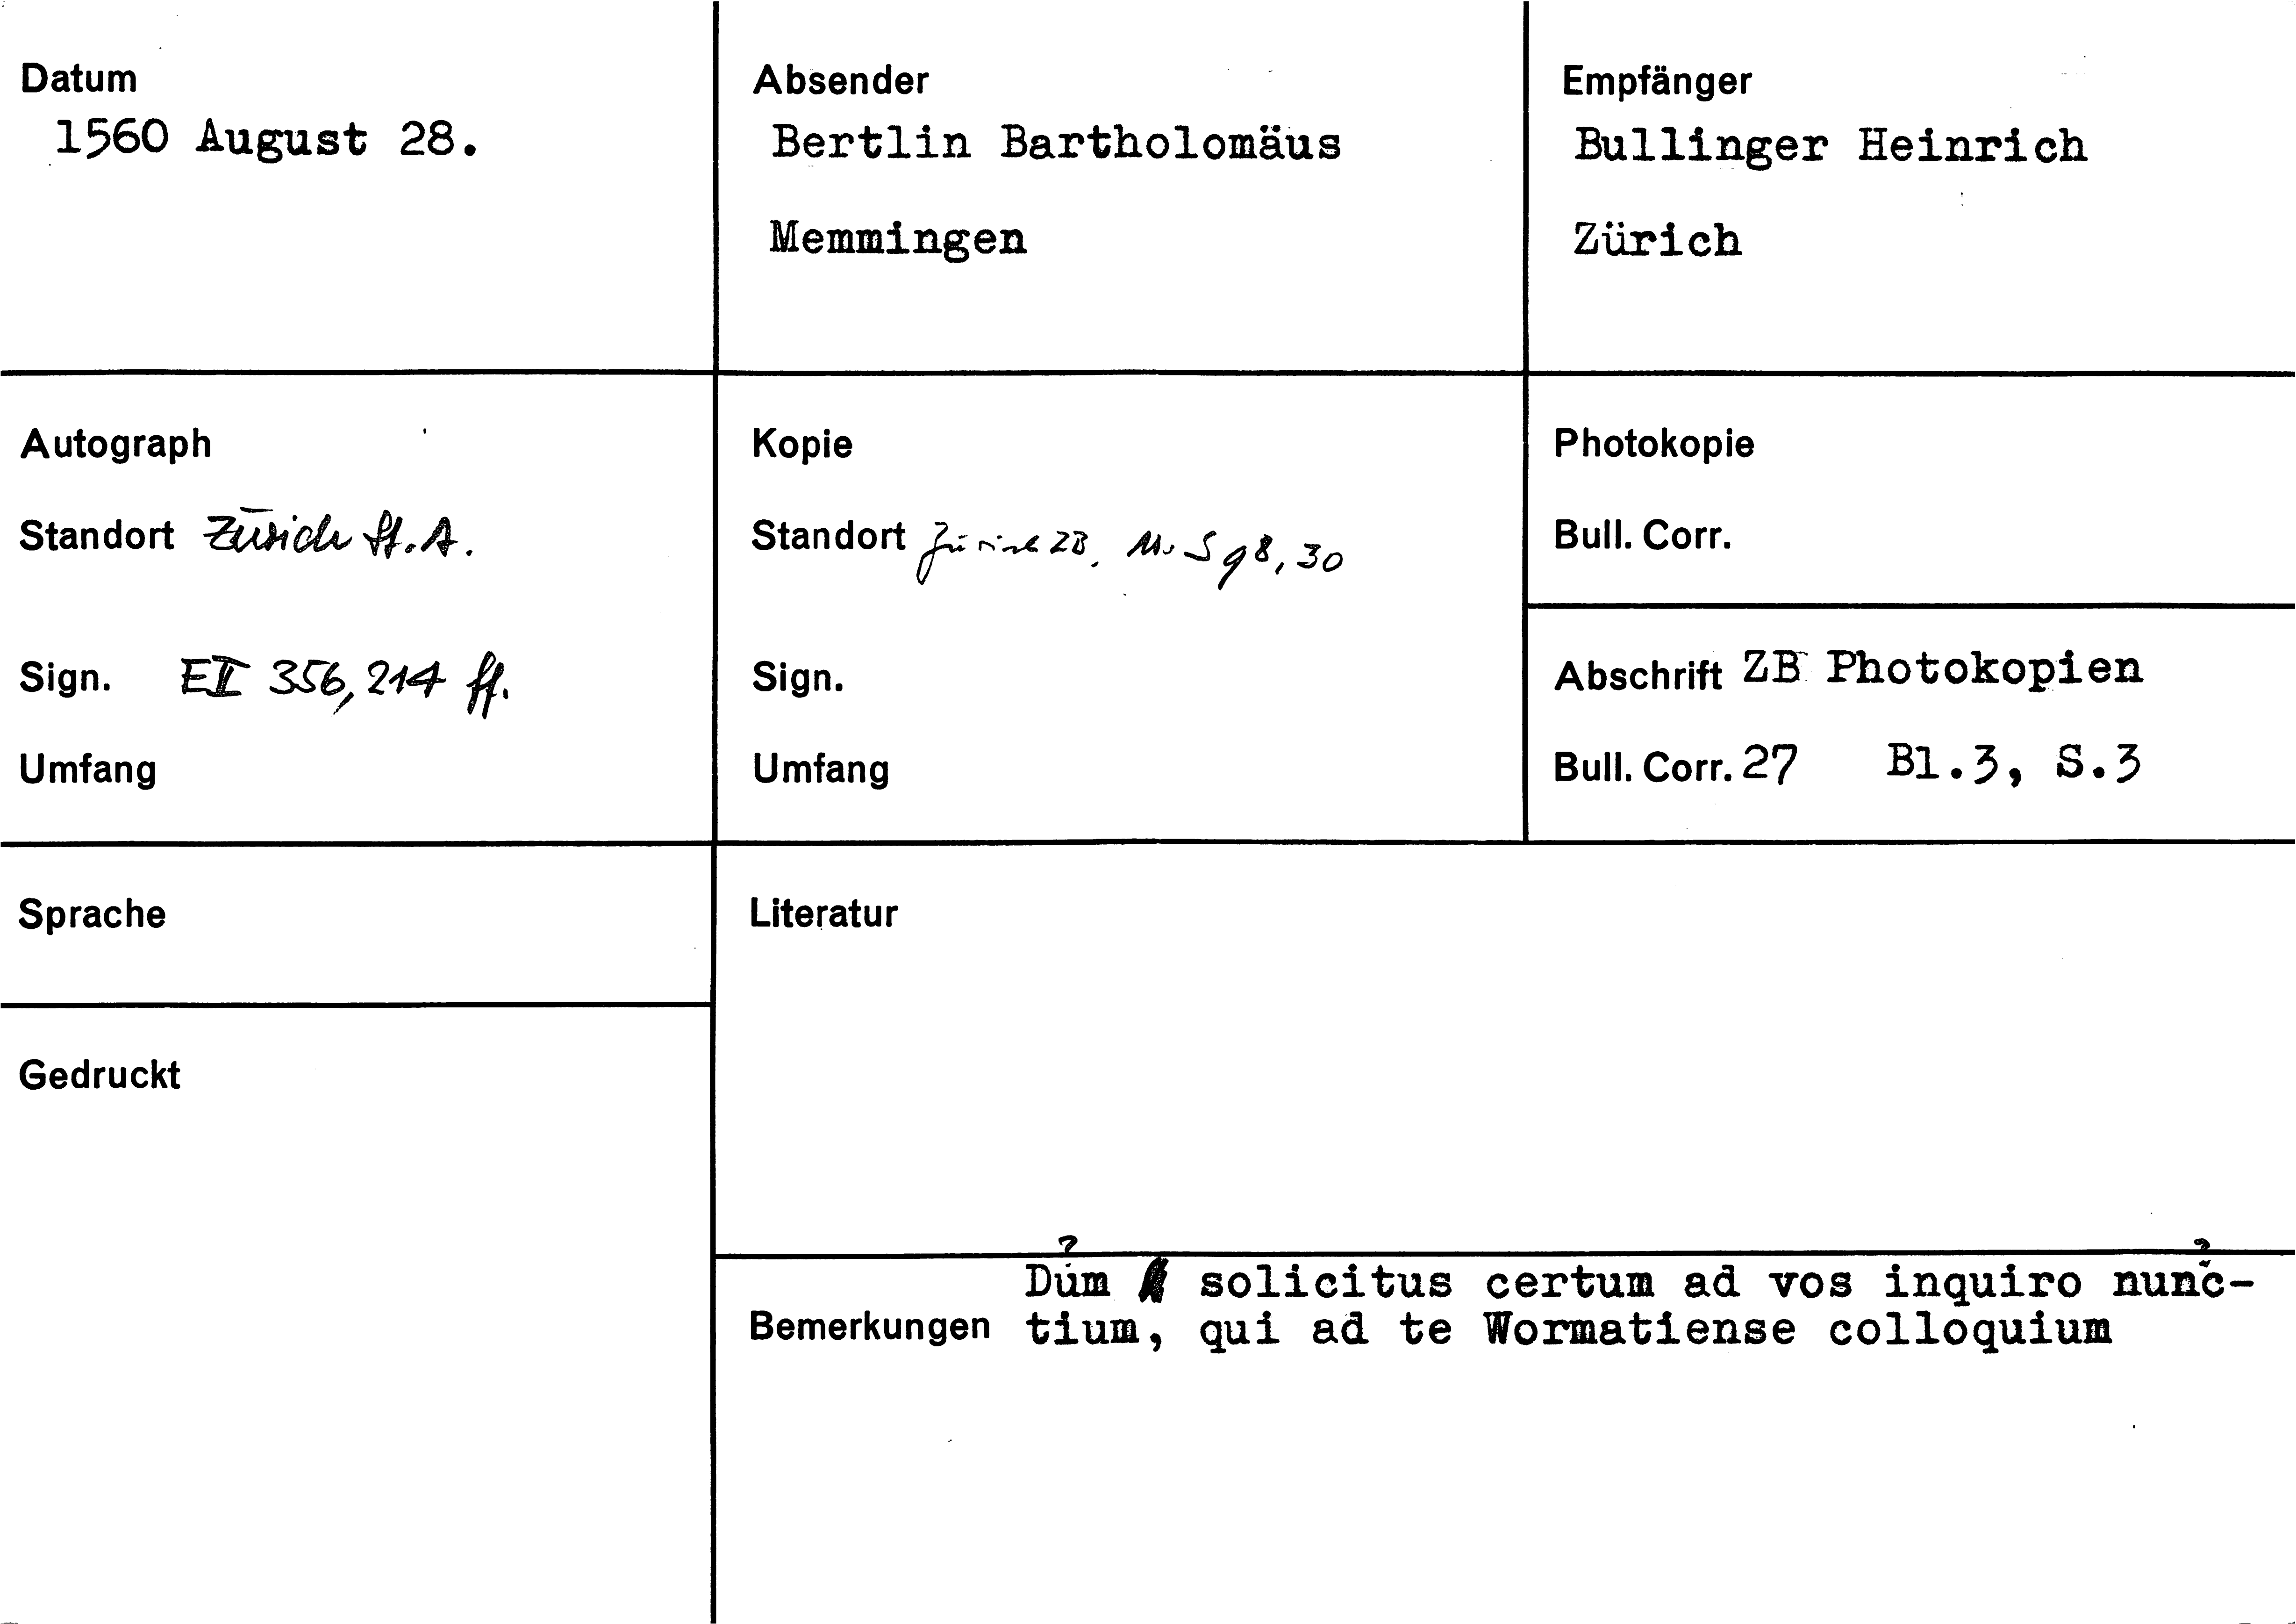 Datum
1560 August 28.
Absender
Bertlin Bartholomäus
Memmingen
Empfänger
Bullinger Heinrich
Zürich
Autograph
Standort Zürich St.A.
Sign. EII 356, 214 ff.
Umfang
Kopie
Standort Zürich ZB, Ms S 98, 30
Sign.
Umfang
Photokopie
Bull. Corr.
Abschrift ZB Photokopien
Bull. Corr. 27 Bl.3, S.3
Sprache
Gedruckt
Literatur
? ?
Dum solicitus certum ad vos inquiro nunc-
Bemerkungen tium, qui ad te Wormatiense colloquium